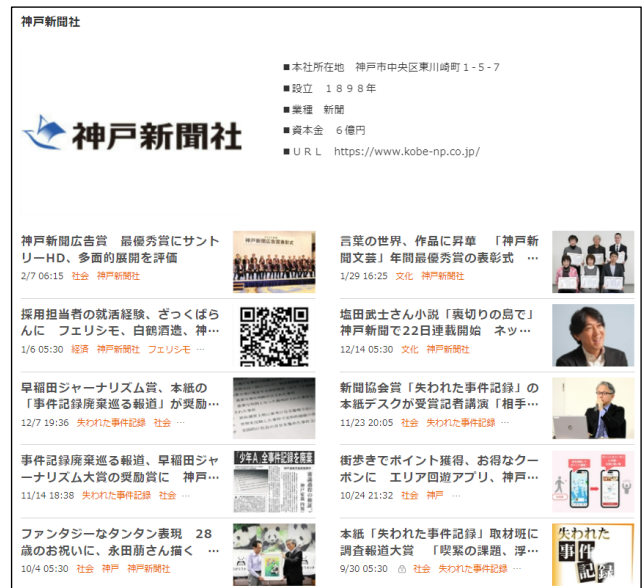 神戸新聞社
■本社所在地　神戸市中央区東川崎町1-5-7
■設立　１８９８年
■業種　新聞
■資本金　６億円
■ＵＲＬ　https://www.kobe-np.co.jp/
神戸新聞社
神戸新聞広告賞　最優秀賞にサント
リーHD、多面的展開を評価
2/7 06:15 社会 神戸新聞社
言葉の世界、作品に昇華　「神戸新
聞文芸」年間最優秀賞の表彰式　…
1/29 16:25 文化 神戸新聞社
採用担当者の就活経験、ざっくばら
んに　フェリシモ、白鶴酒造、神…
1/6 05:30 経済 神戸新聞社 フェリシモ …
塩田武士さん小説「裏切りの島で」
神戸新聞で22日連載開始　ネッ…
12/14 05:30 文化 神戸新聞社
早稲田ジャーナリズム賞、本紙の
「事件記録廃棄巡る報道」が奨励…
12/7 19:36 失われた事件記録 社会 …
新聞協会賞「失われた事件記録」の
本紙デスクが受賞記者講演「相手…
11/23 20:05 社会 失われた事件記録 …
事件記録廃棄巡る報道、早稲田ジャ
ーナリズム大賞の奨励賞に　神戸…
11/14 18:38 失われた事件記録 社会 …
「少年A」全事件記録を廃棄
街歩きでポイント獲得、お得なクー
ポンに　エリア回遊アプリ、神戸…
10/24 21:32 社会 神戸 …
ファンタジーなタンタン表現　28
歳のお祝いに、永田萠さん描く　…
10/4 05:30 社会 神戸 神戸新聞社
本紙「失われた事件記録」取材班に
調査報道大賞　「喫緊の課題、浮…
9/30 05:30 社会 失われた事件記録 …
失われた
事件
記録